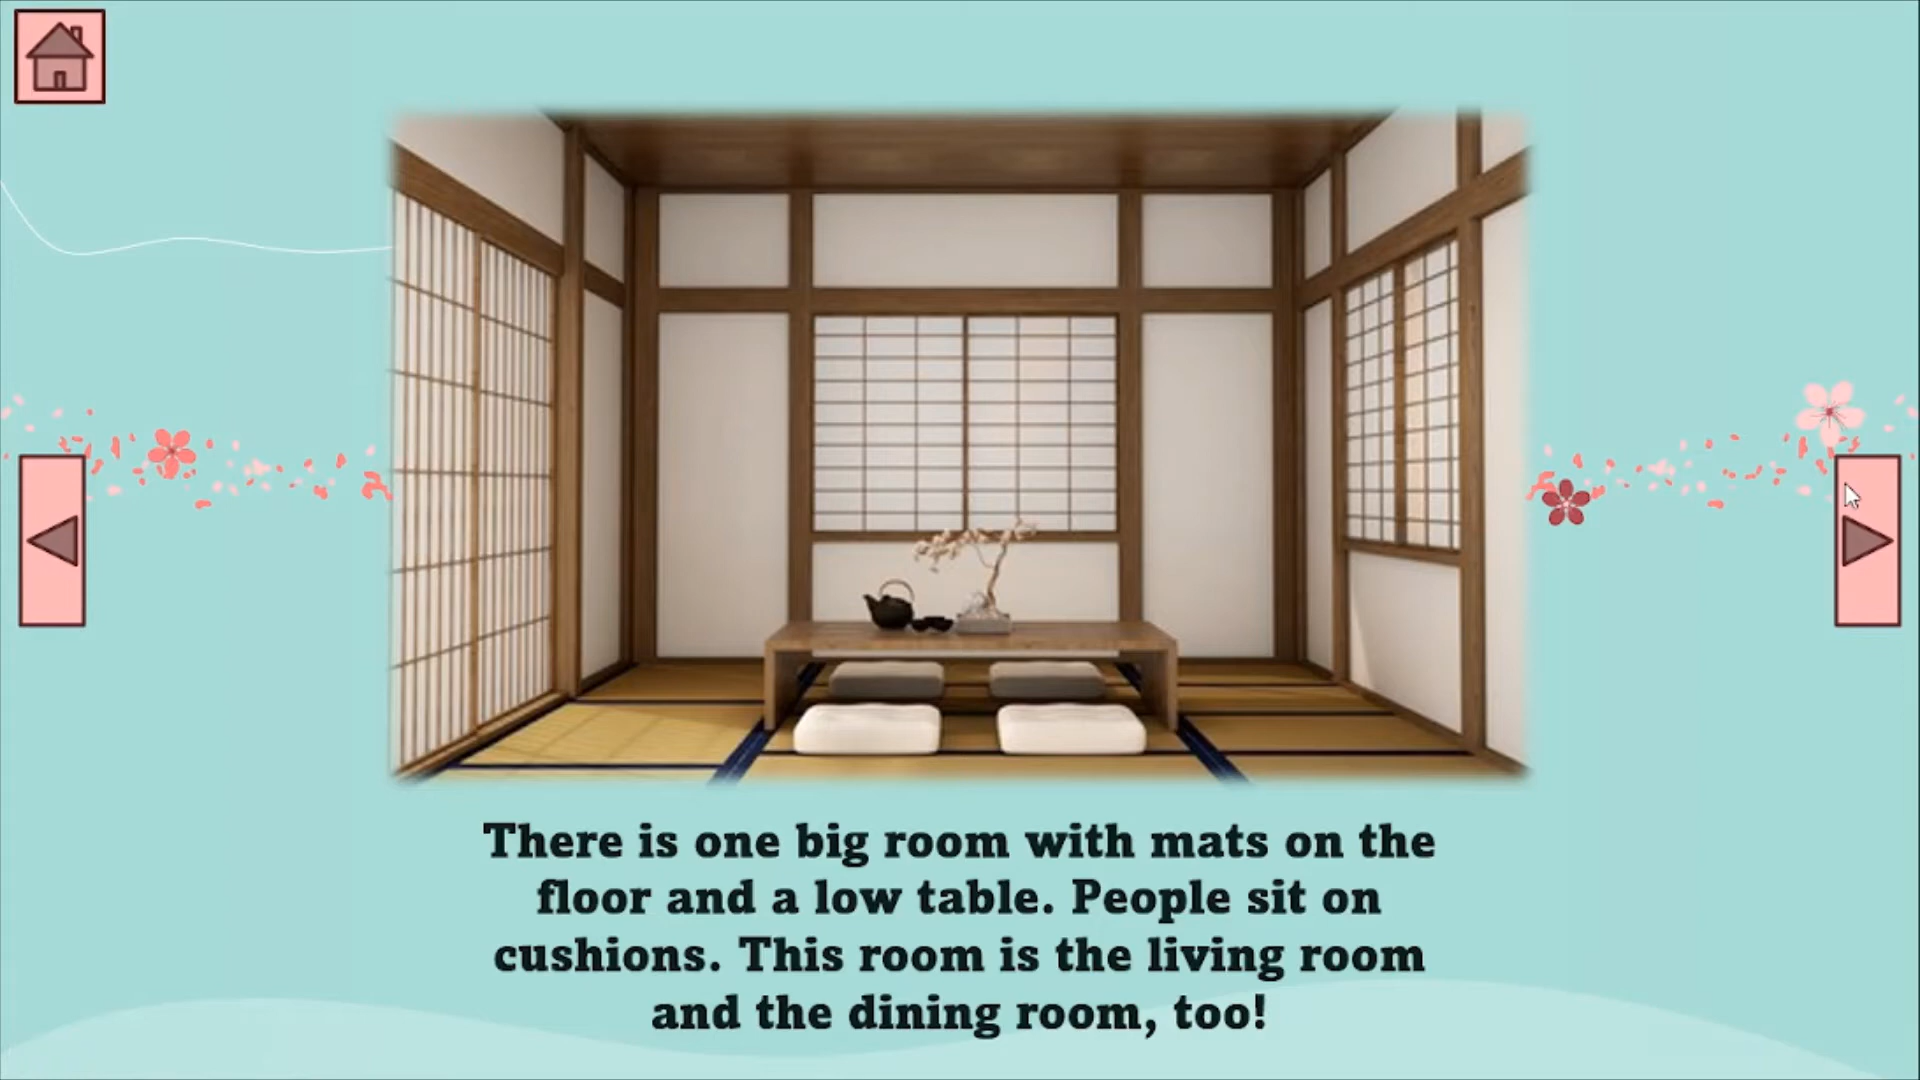 There is one big room with mats on the
floor and a low table. People sit on
cushions. This room is the living room
and the dining room, too!